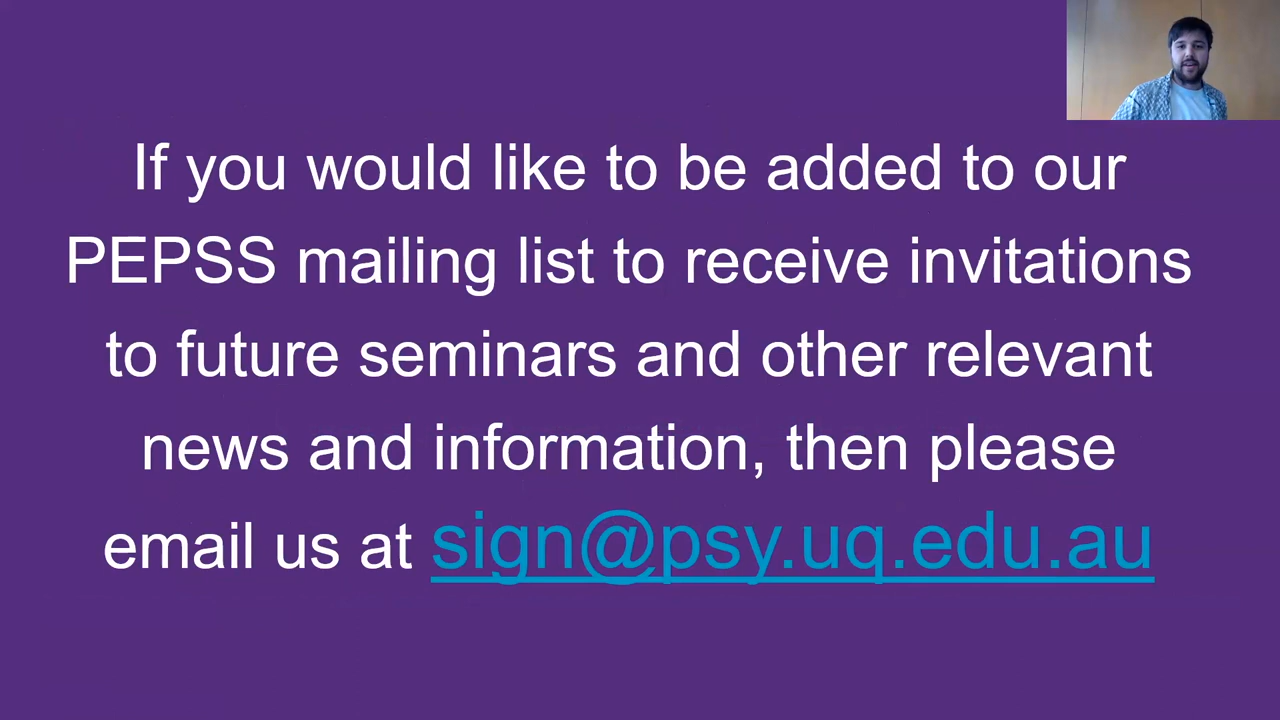 If you would like to be added to our
PEPSS mailing list to receive invitations
to future seminars and other relevant
news and information, then please
email us at sign@psy.uq.edu.au